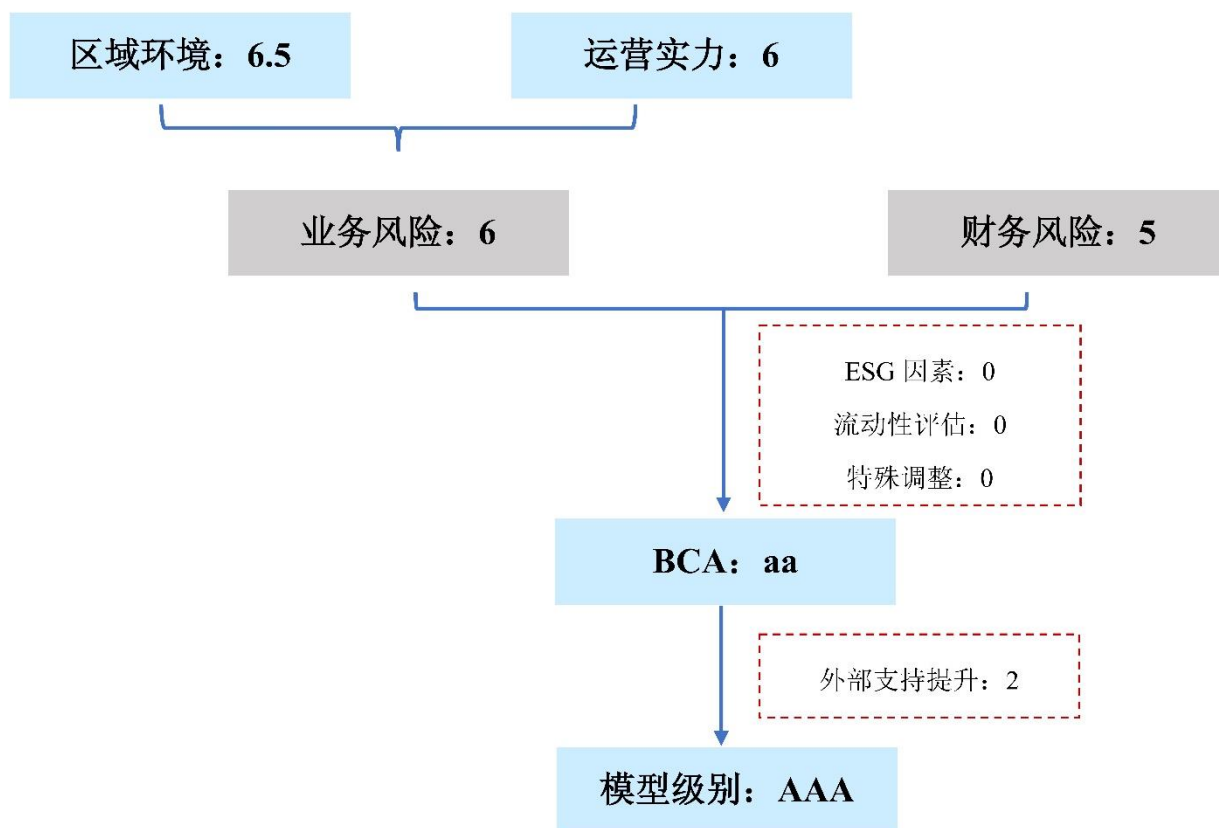 区域环境：6.5
运营实力：6
业务风险：6
财务风险：5
ESG 因素：0
流动性评估：0
特殊调整：0
BCA：aa
外部支持提升：2
模型级别：AAA